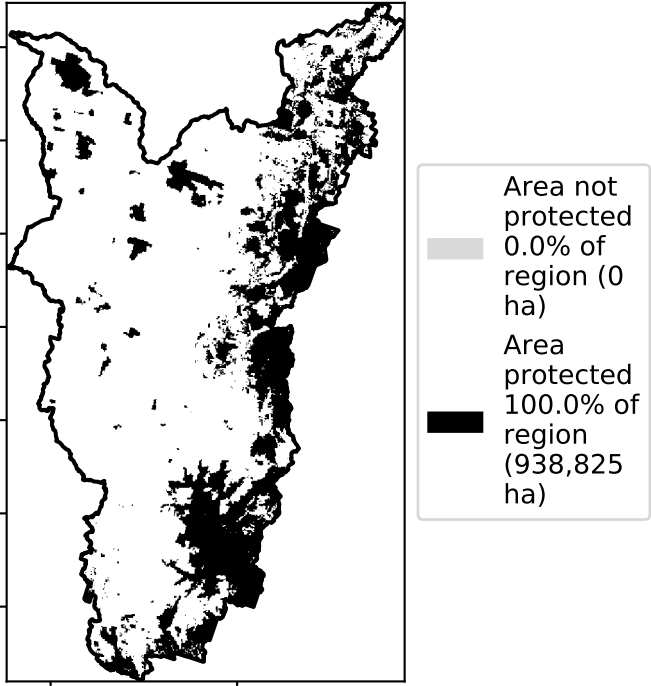 Area not
protected
0.0% of
region (0
ha)
Area
protected
100.0% of
region
(938,825
ha)